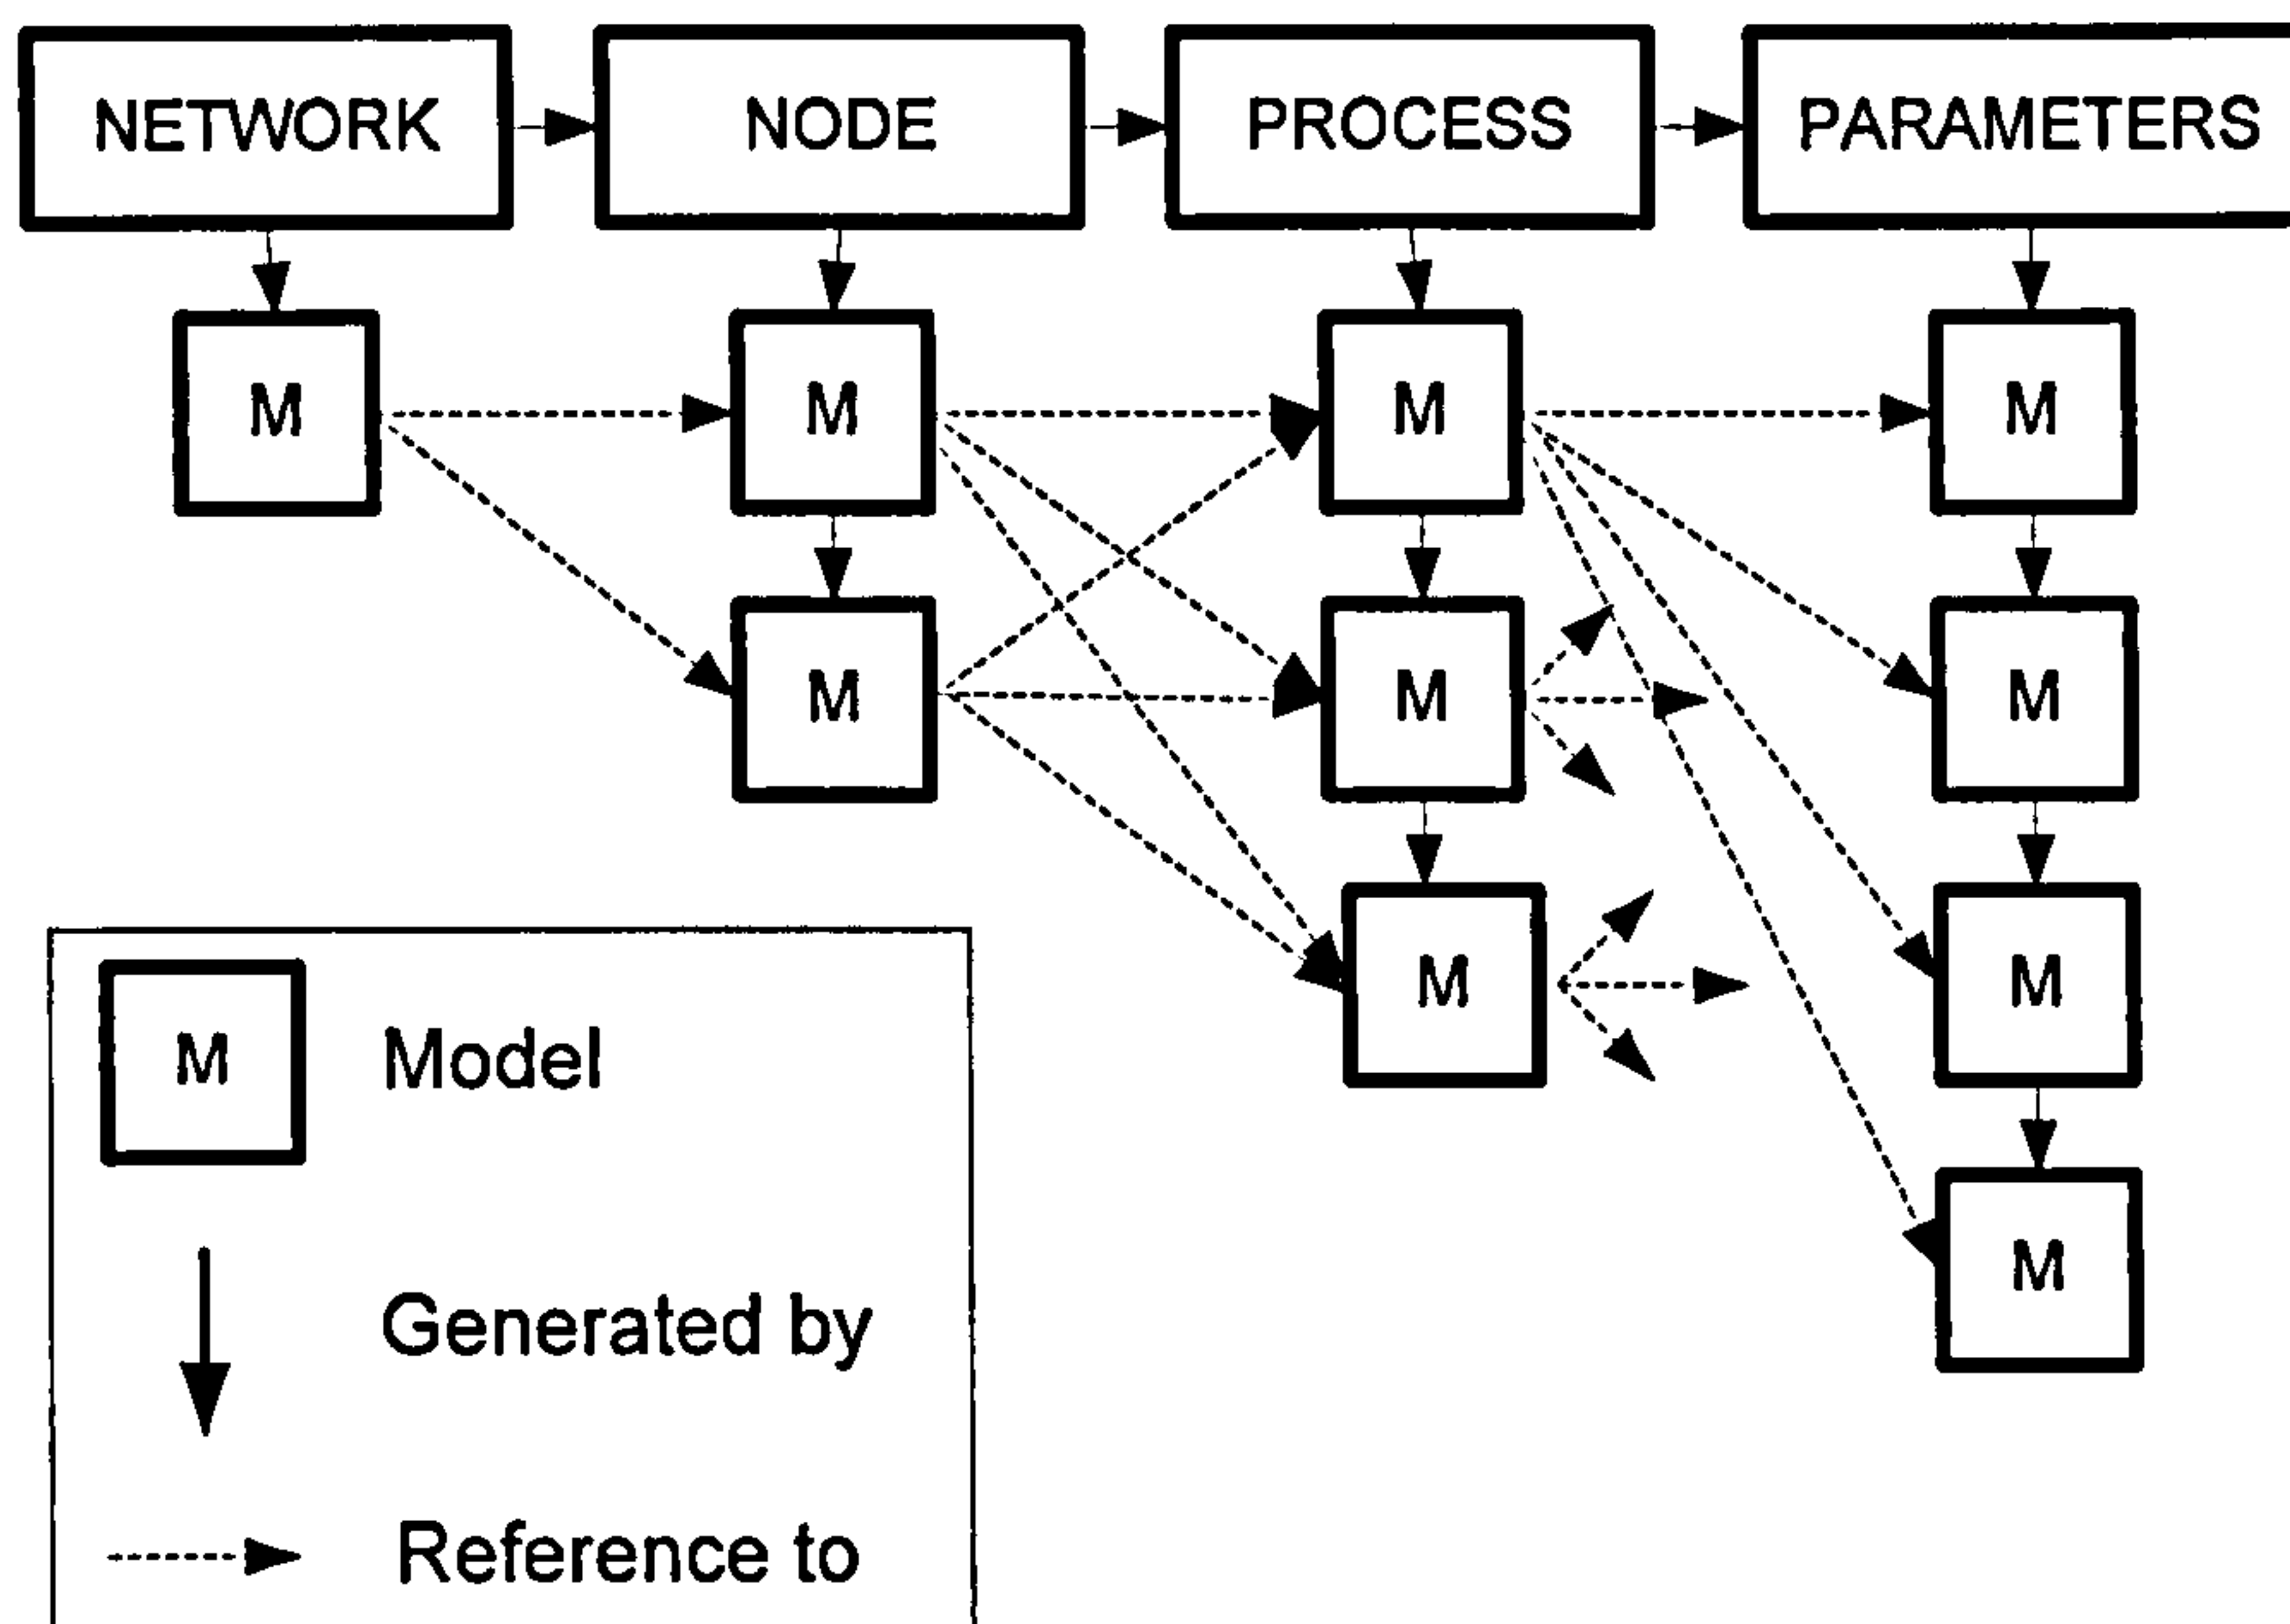 NETWORK NODE PROCESS PARAMETERS
M M M M
M M M
M M
M
M Model
Generated by
Reference to